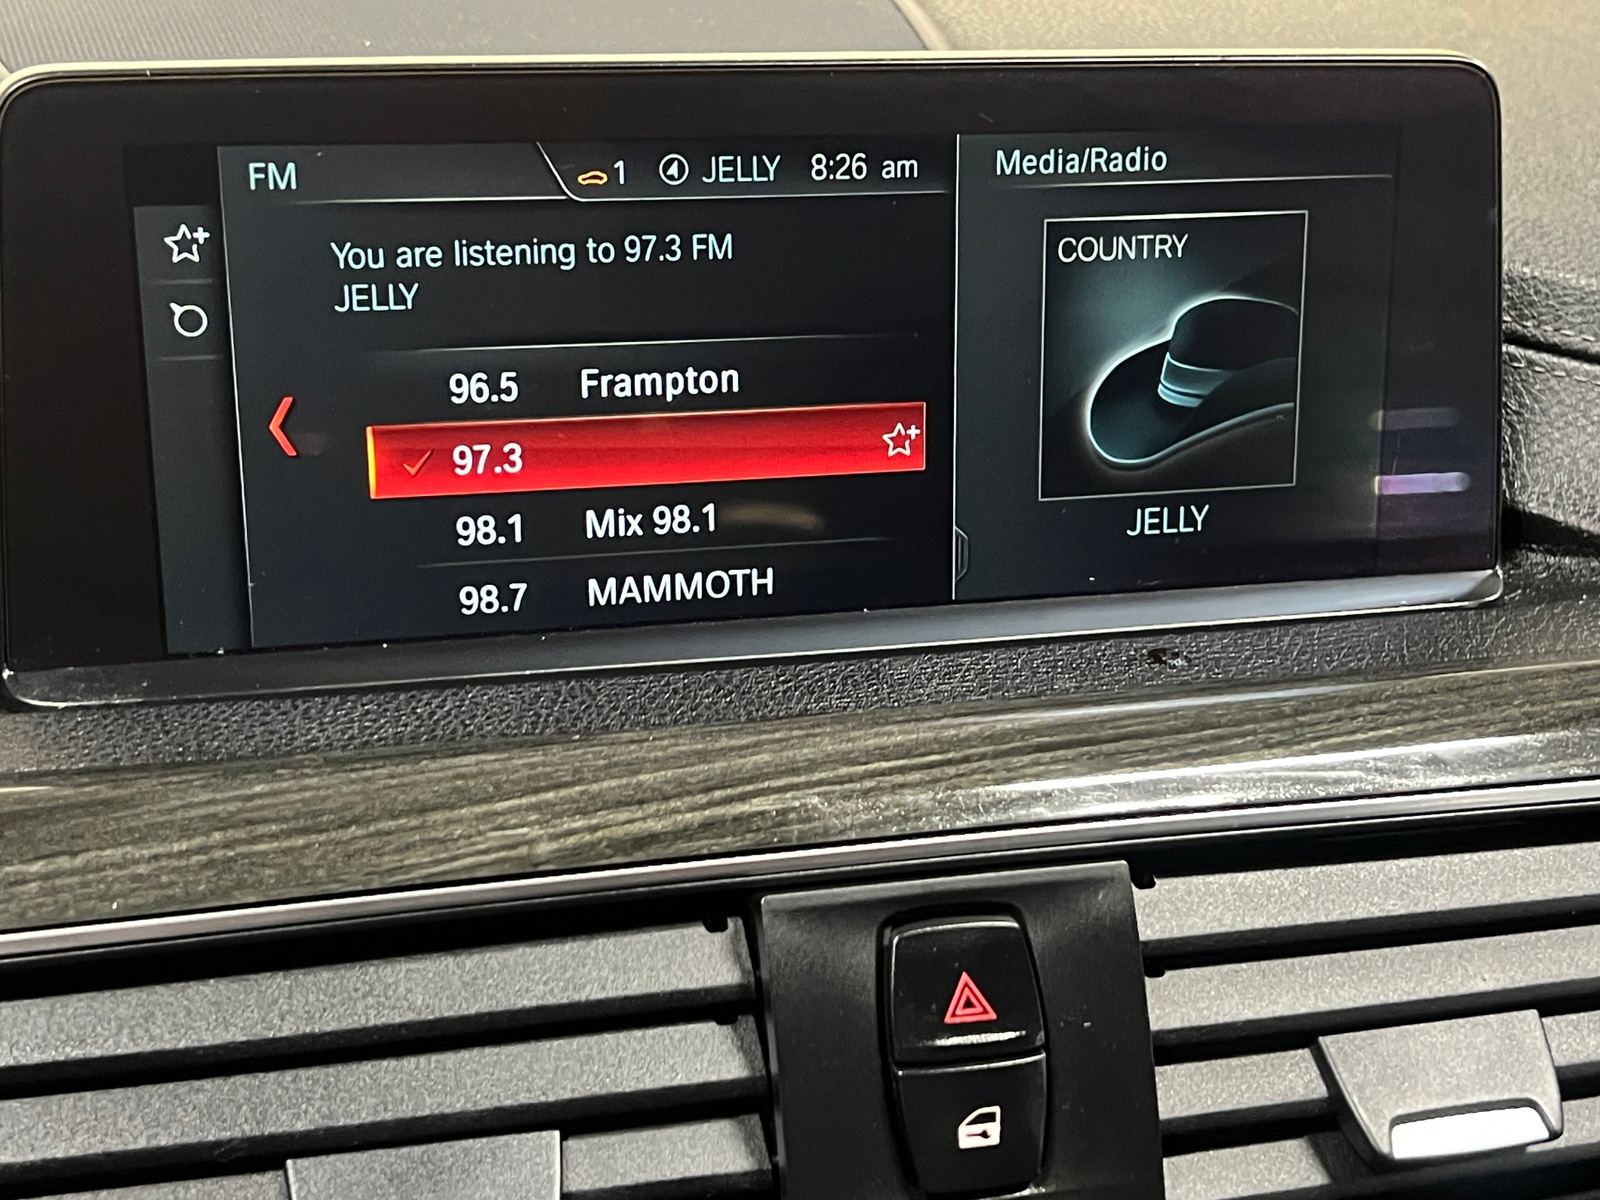 FM
1 4 JELLY 8:26 am
You are listening to 97.3 FM
JELLY
96.5 Frampton
97.3
98.1 Mix 98.1
98.7 MAMMOTH
Media/Radio
COUNTRY
JELLY